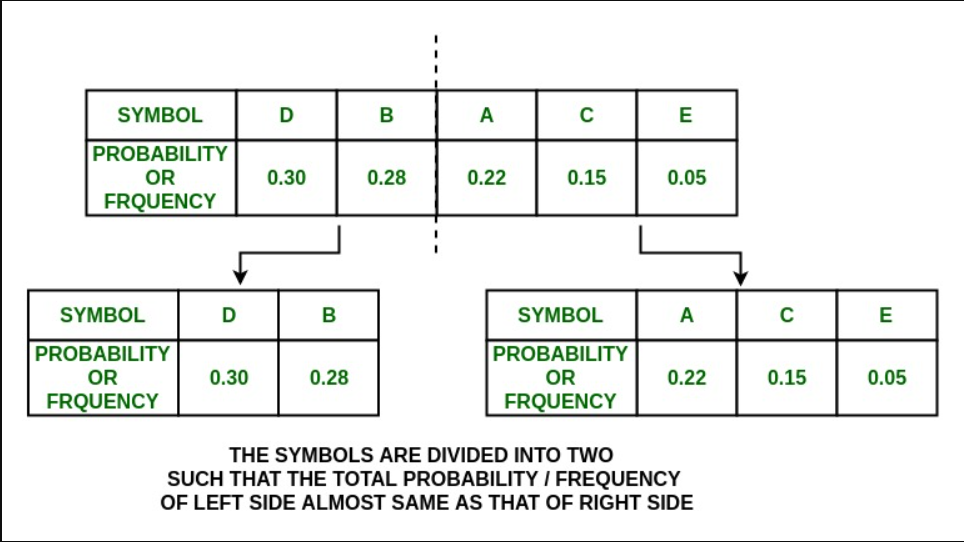 SYMBOL D B A C E
PROBABILITY
OR
FRQUENCY 0.30 0.28 0.22 0.15 0.05
SYMBOL D B
PROBABILITY
OR
FRQUENCY 0.30 0.28
SYMBOL A C E
PROBABILITY
OR
FRQUENCY 0.22 0.15 0.05
THE SYMBOLS ARE DIVIDED INTO TWO
SUCH THAT THE TOTAL PROBABILITY / FREQUENCY
OF LEFT SIDE ALMOST SAME AS THAT OF RIGHT SIDE